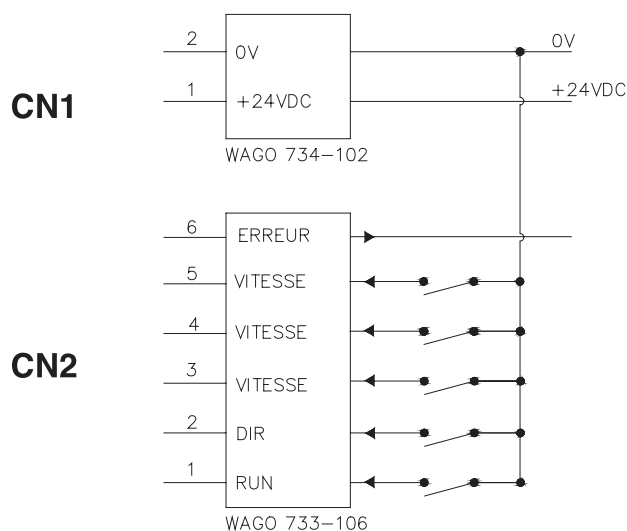 2 0V 0V
CN1
1 +24VDC +24VDC
WAGO 734-102
6 ERREUR
5 VITESSE
4 VITESSE
CN2
3 VITESSE
2 DIR
1 RUN
WAGO 733-106